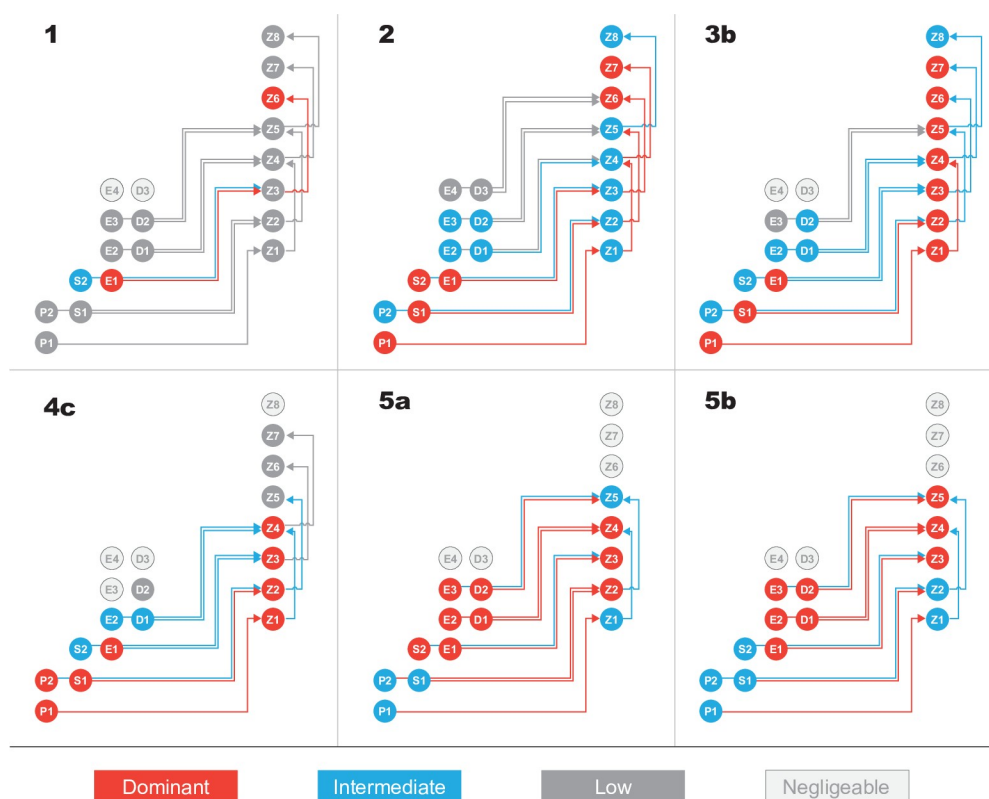 1
Z8
Z7
Z6
Z5
Z4
E4 D3
Z3
E3 D2
Z2
E2 D1
Z1
S2 E1
P2 S1
P1
2
Z8
Z7
Z6
Z5
Z4
E4 D3
Z3
E3 D2
Z2
E2 D1
Z1
S2 E1
P2 S1
P1
3b
Z8
Z7
Z6
Z5
Z4
E4 D3
Z3
E3 D2
Z2
E2 D1
Z1
S2 E1
P2 S1
P1
4c
Z8
Z7
Z6
Z5
Z4
E4 D3
Z3
E3 D2
Z2
E2 D1
Z1
S2 E1
P2 S1
P1
5a
Z8
Z7
Z6
Z5
Z4
E4 D3
Z3
E3 D2
Z2
E2 D1
Z1
S2 E1
P2 S1
P1
5b
Z8
Z7
Z6
Z5
Z4
E4 D3
Z3
E3 D2
Z2
E2 D1
Z1
S2 E1
P2 S1
P1
Dominant Intermediate Low Negligeable